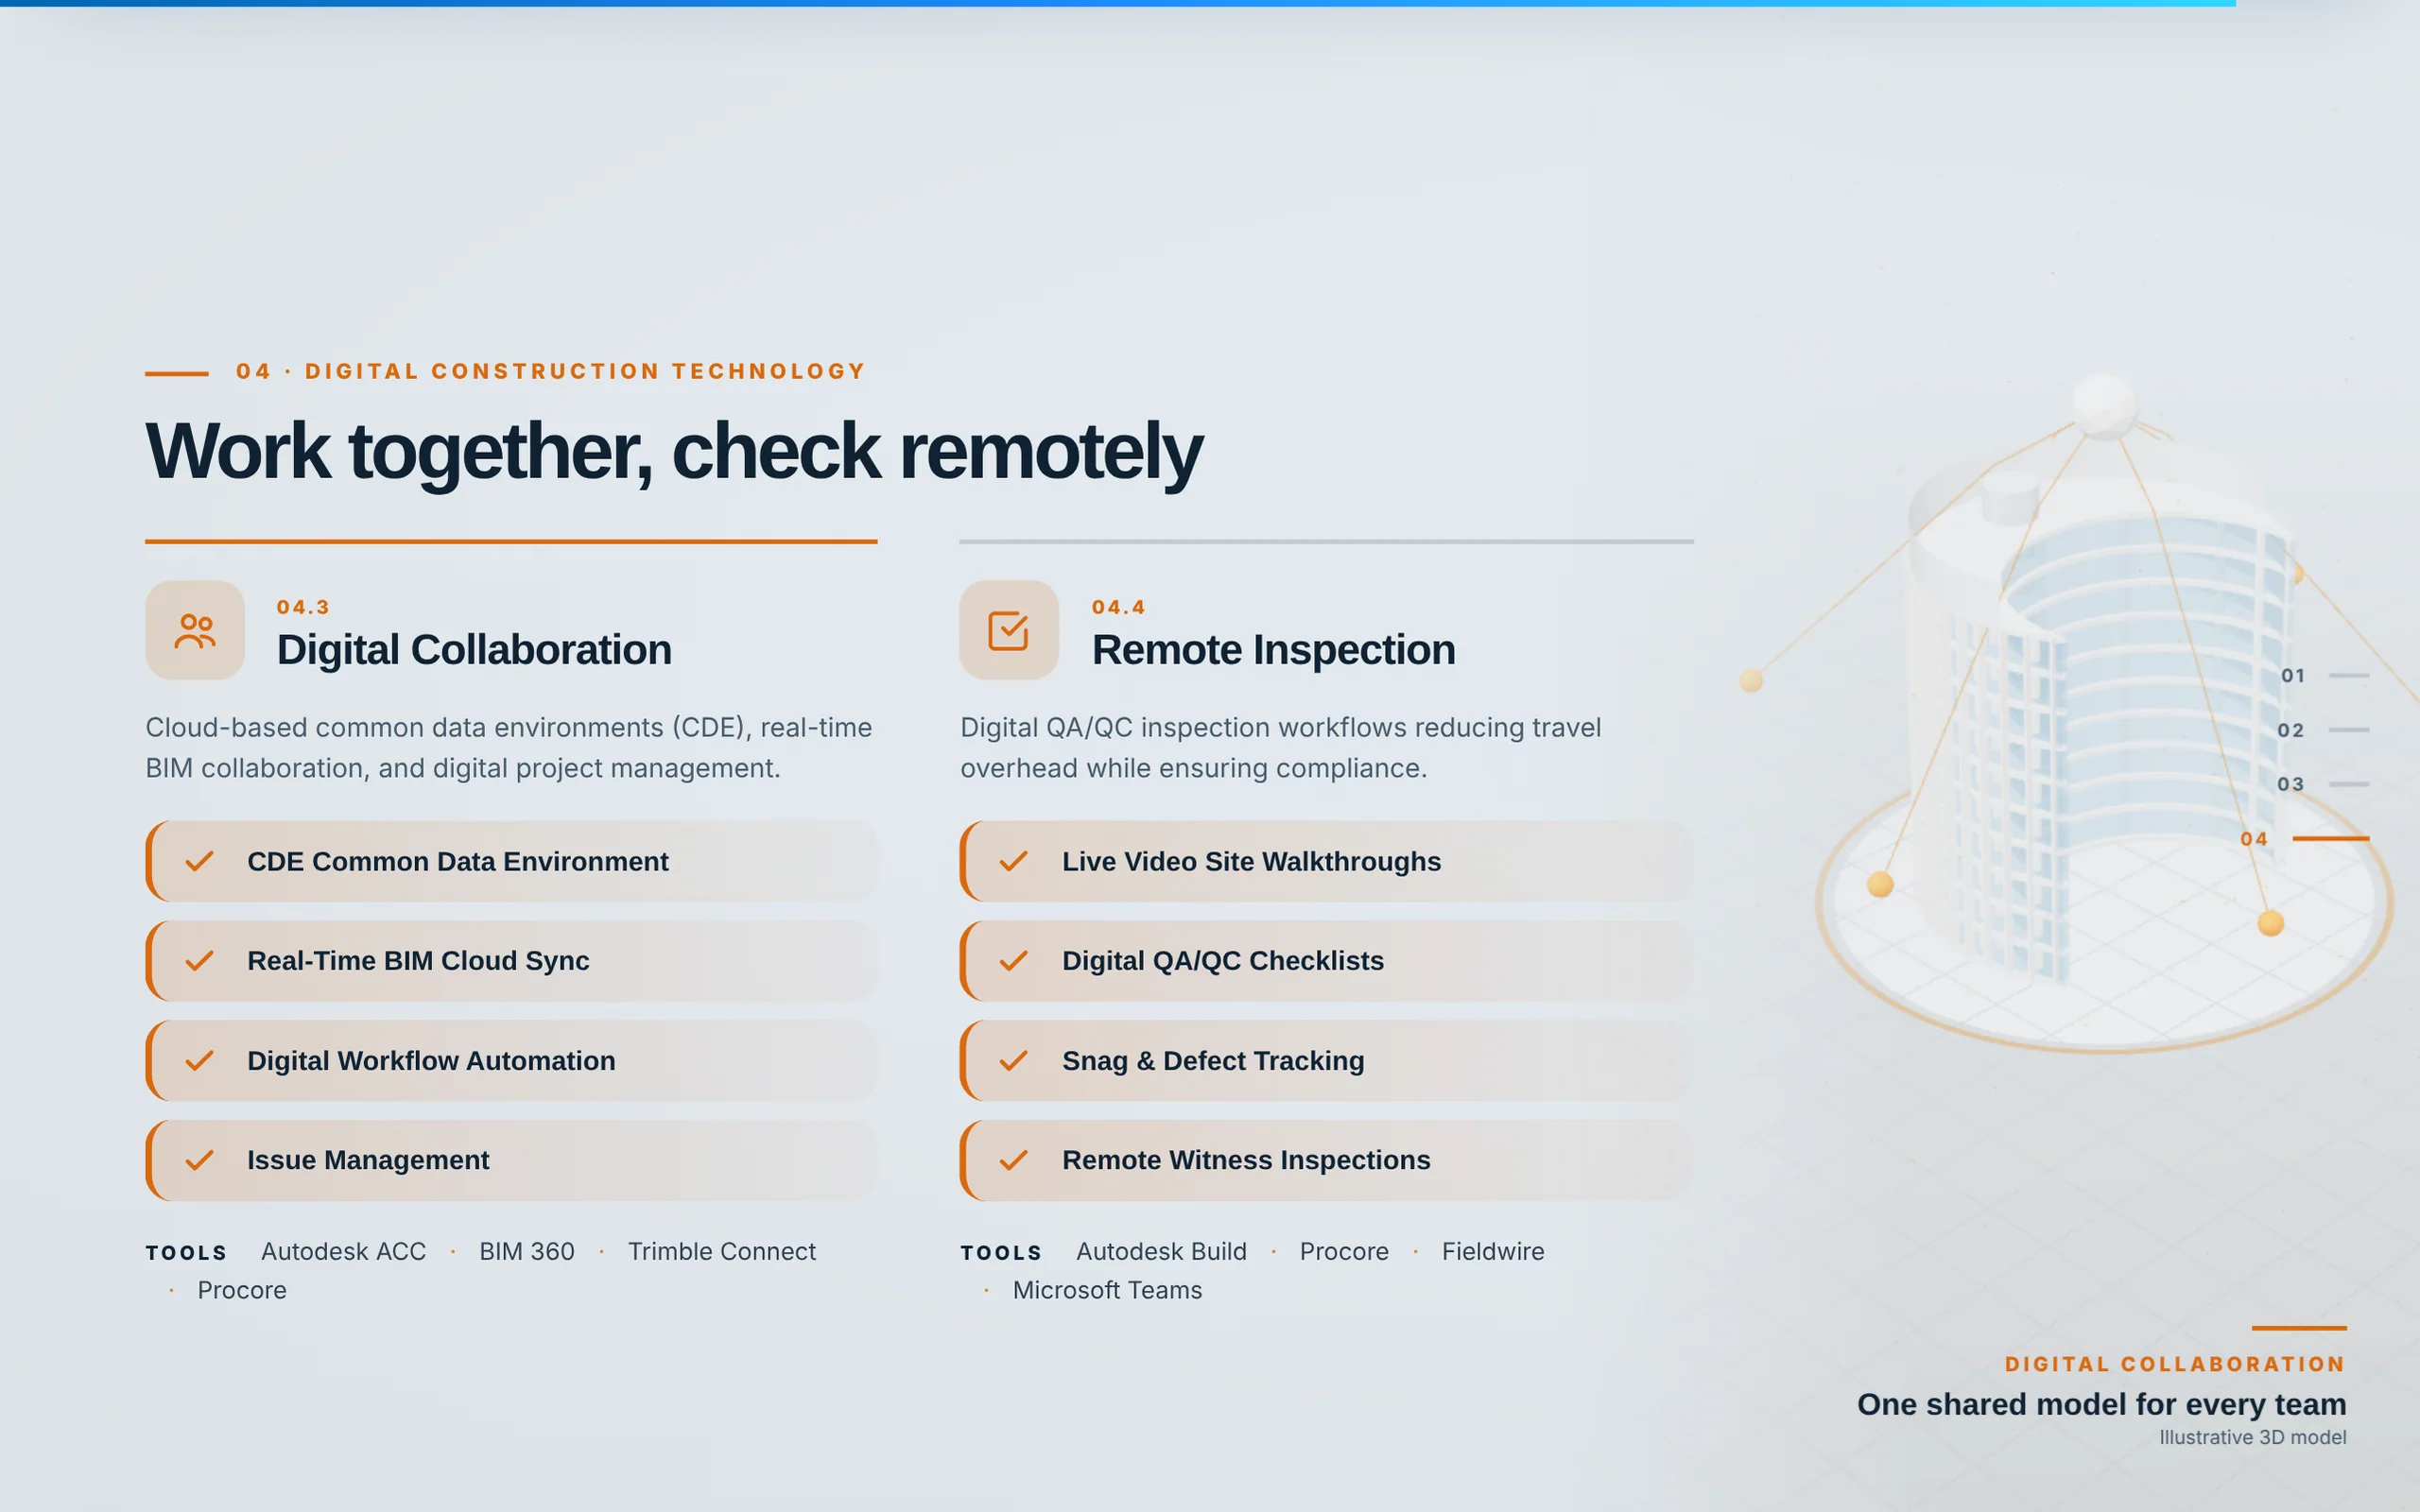 04 · DIGITAL CONSTRUCTION TECHNOLOGY
Work together, check remotely
04.3
Digital Collaboration
Cloud-based common data environments (CDE), real-time
BIM collaboration, and digital project management.
CDE Common Data Environment
Real-Time BIM Cloud Sync
Digital Workflow Automation
Issue Management
TOOLS Autodesk ACC · BIM 360 · Trimble Connect
· Procore
04.4
Remote Inspection
Digital QA/QC inspection workflows reducing travel
overhead while ensuring compliance.
Live Video Site Walkthroughs
Digital QA/QC Checklists
Snag & Defect Tracking
Remote Witness Inspections
TOOLS Autodesk Build · Procore · Fieldwire
· Microsoft Teams
01
02
03
04
DIGITAL COLLABORATION
One shared model for every team
Illustrative 3D model